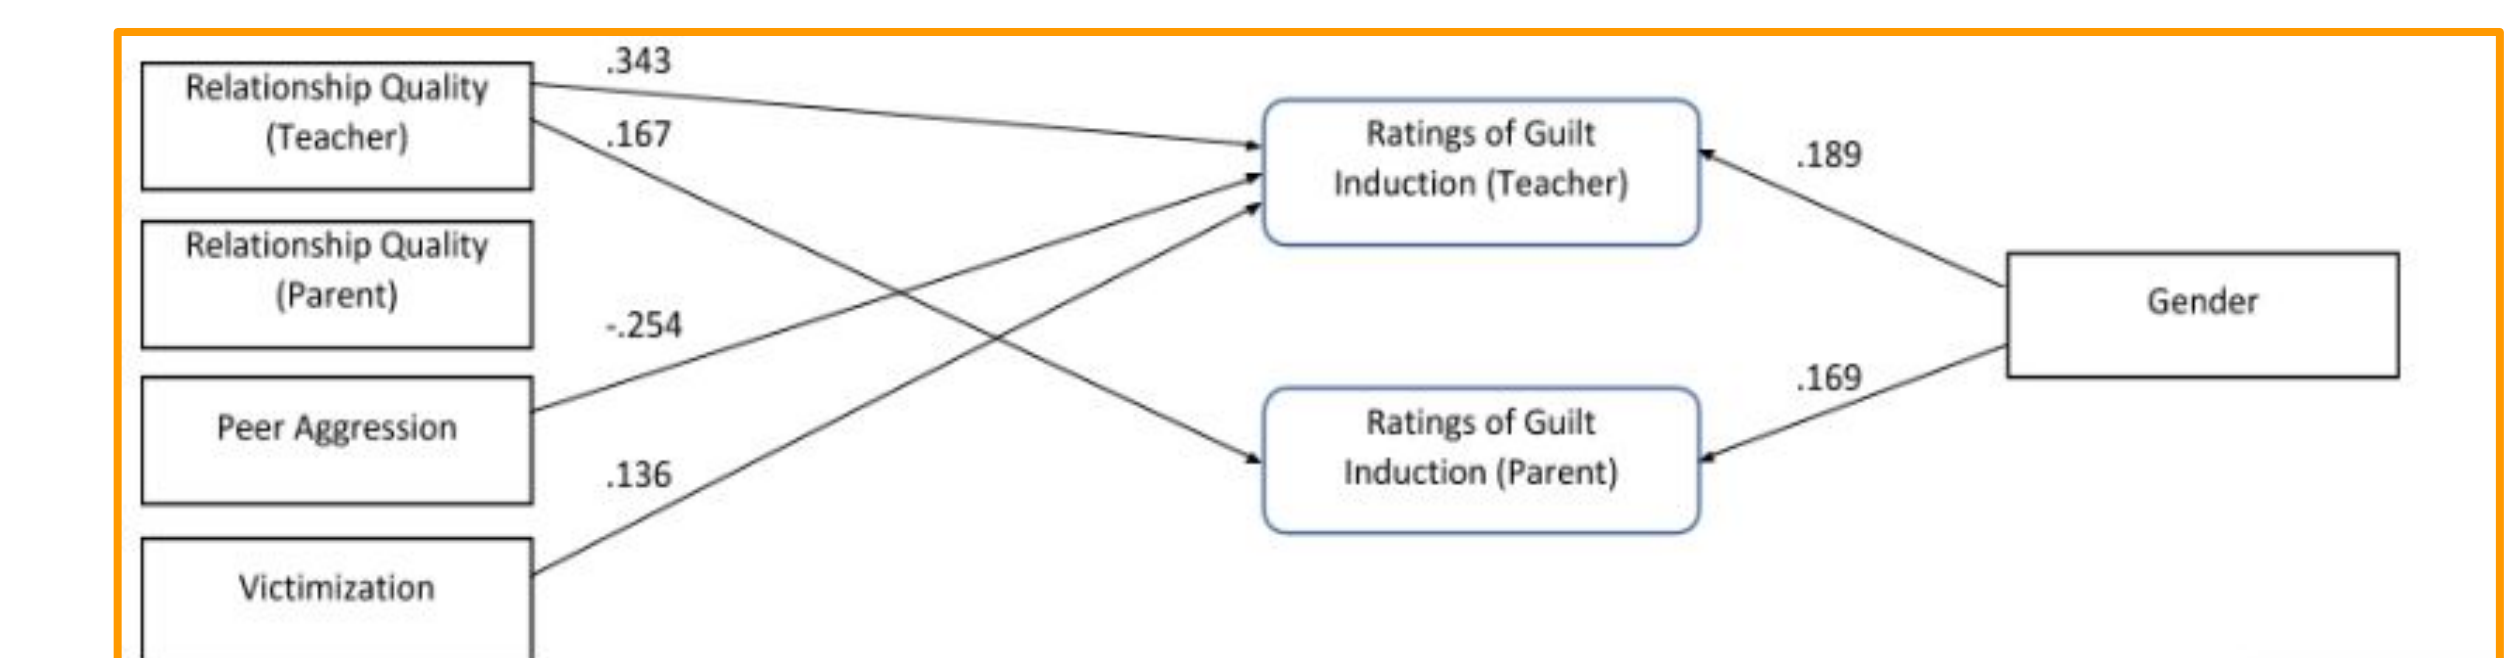 .343
Relationship Quality
(Teacher)
.167
Ratings of Guilt
Induction (Teacher)
.189
Relationship Quality
(Parent)
-.254
Gender
.169
Peer Aggression
Ratings of Guilt
Induction (Parent)
.136
Victimization